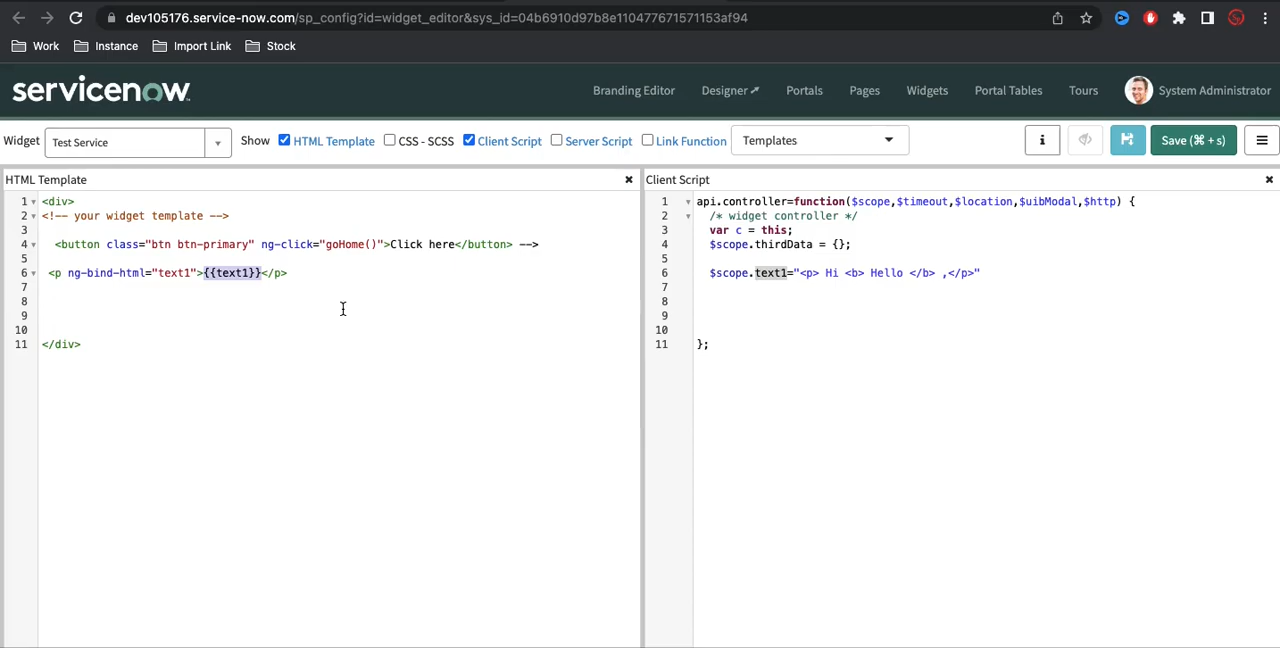 dev105176.service-now.com/sp_config?id=widget_editor&sys_id=04b6910d97b8e110477671571153af94
Work Instance Import Link Stock
servicenow Branding Editor Designer Portals Pages Widgets Portal Tables Tours System Administrator
Widget Test Service Show HTML Template CSS - SCSS Client Script Server Script Link Function Templates i Save (⌘ + s)
HTML Template
1 <div>
2 <!-- your widget template -->
3
4 <button class="btn btn-primary" ng-click="goHome()">Click here</button> -->
5
6 <p ng-bind-html="text1">{{text1}}</p>
7
8
9
10
11 </div>
Client Script
1 api.controller=function($scope,$timeout,$location,$uibModal,$http) {
2 /* widget controller */
3 var c = this;
4 $scope.thirdData = {};
5
6 $scope.text1="<p> Hi <b> Hello </b> ,</p>"
7
8
9
10
11 };